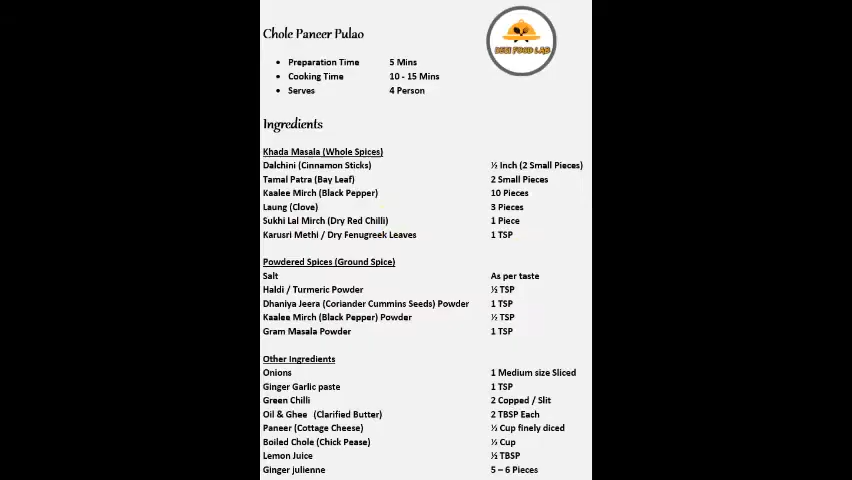 Chole Paneer Pulao
DESI FOOD LAB
• Preparation Time 5 Mins
• Cooking Time 10 - 15 Mins
• Serves 4 Person
Ingredients
Khada Masala (Whole Spices)
Dalchini (Cinnamon Sticks) ½ Inch (2 Small Pieces)
Tamal Patra (Bay Leaf) 2 Small Pieces
Kaalee Mirch (Black Pepper) 10 Pieces
Laung (Clove) 3 Pieces
Sukhi Lal Mirch (Dry Red Chilli) 1 Piece
Karusri Methi / Dry Fenugreek Leaves 1 TSP
Powdered Spices (Ground Spice)
Salt As per taste
Haldi / Turmeric Powder ½ TSP
Dhaniya Jeera (Coriander Cummins Seeds) Powder 1 TSP
Kaalee Mirch (Black Pepper) Powder ½ TSP
Gram Masala Powder 1 TSP
Other Ingredients
Onions 1 Medium size Sliced
Ginger Garlic paste 1 TSP
Green Chilli 2 Copped / Slit
Oil & Ghee (Clarified Butter) 2 TBSP Each
Paneer (Cottage Cheese) ½ Cup finely diced
Boiled Chole (Chick Pease) ½ Cup
Lemon Juice ½ TBSP
Ginger julienne 5 – 6 Pieces